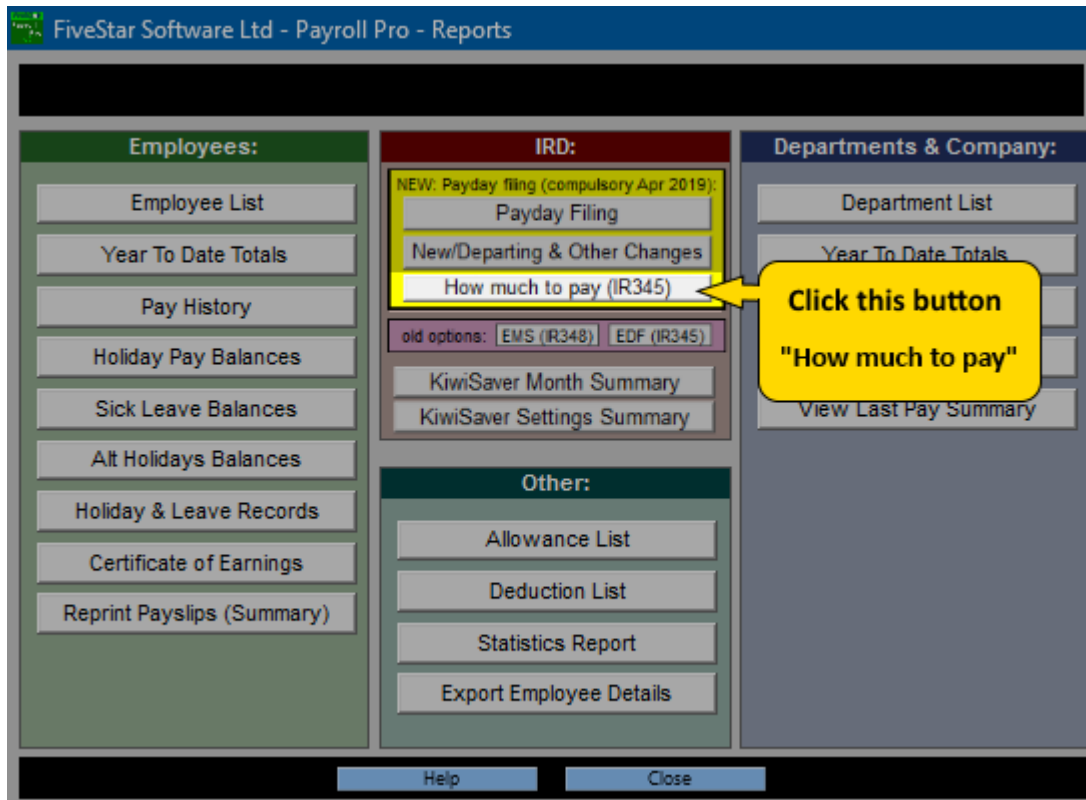 FiveStar Software Ltd - Payroll Pro - Reports
Employees:
Employee List
Year To Date Totals
Pay History
Holiday Pay Balances
Sick Leave Balances
Alt Holidays Balances
Holiday & Leave Records
Certificate of Earnings
Reprint Payslips (Summary)
IRD:
NEW: Payday filing (compulsory Apr 2019):
Payday Filing
New/Departing & Other Changes
How much to pay (IR345)
old options: EMS (IR348) EDF (IR345)
KiwiSaver Month Summary
KiwiSaver Settings Summary
Other:
Allowance List
Deduction List
Statistics Report
Export Employee Details
Departments & Company:
Department List
Year To Date Totals
Click this button
"How much to pay"
View Last Pay Summary
Help
Close